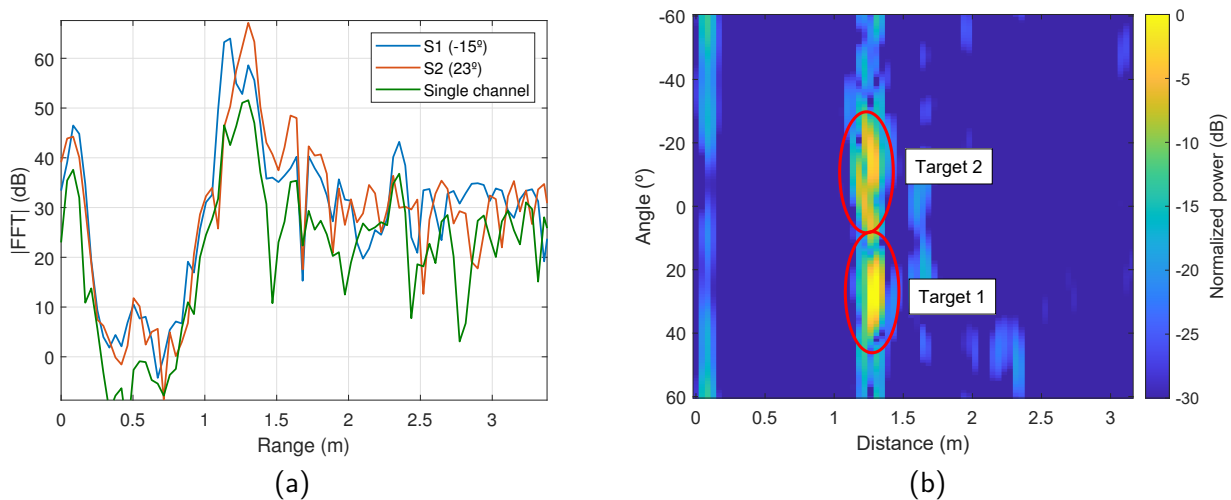 S1 (-15º)
S2 (23º)
Single channel
60
50
40
30
20
10
0
|FFT| (dB)
0 0.5 1 1.5 2 2.5 3
Range (m)
(a)
-60
-40
-20
0
20
40
60
Angle (º)
Target 2
Target 1
0 0.5 1 1.5 2 2.5 3
Distance (m)
0
-5
-10
-15
-20
-25
-30
Normalized power (dB)
(b)